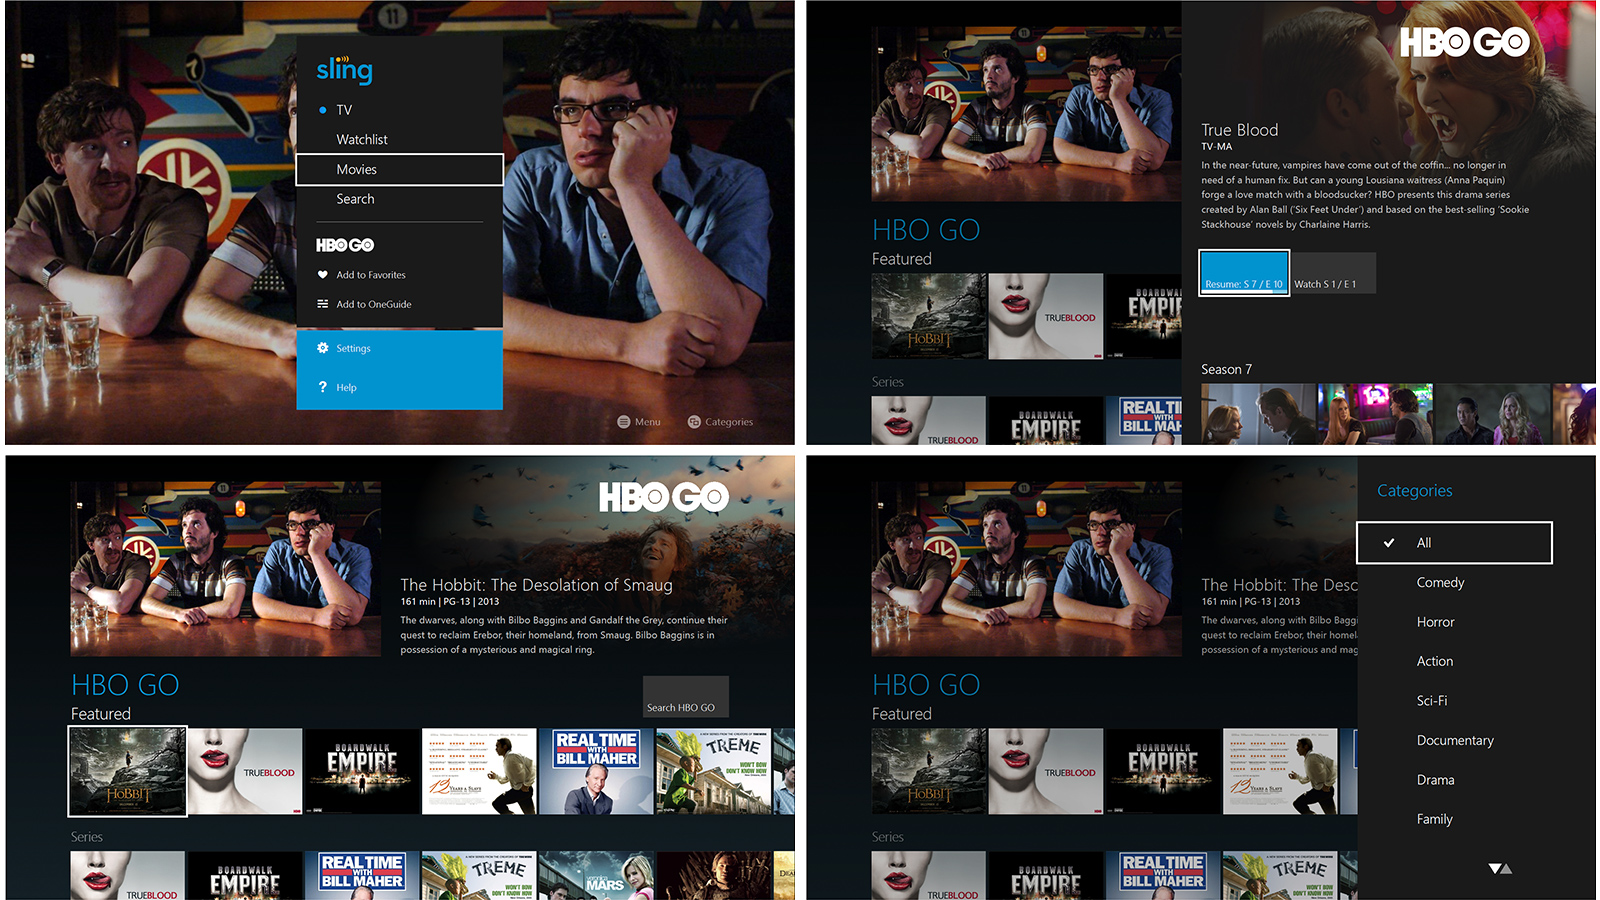 sling
TV
Watchlist
Movies
Search
HBO GO
Add to Favorites
Add to OneGuide
Settings
? Help
Menu
Categories
11
HBO GO
True Blood
TV-MA
In the near-future, vampires have come out of the coffin... no longer in
need of a human fix. But can a young Lousiana waitress (Anna Paquin)
forge a love match with a bloodsucker? HBO presents this drama series
created by Alan Ball ('Six Feet Under') and based on the best-selling 'Sookie
Stackhouse' novels by Charlaine Harris.
Resume: S 7 / E 10
Watch S 1 / E 1
HBO GO
Featured
THE HOBBIT
TRUEBLOOD
BOARDWALK
EMPIRE
Series
TRUEBLOOD
BOARDWALK
EMPIRE
REAL TI
WITH
BILL MA
Season 7
HBO GO
The Hobbit: The Desolation of Smaug
161 min | PG-13 | 2013
The dwarves, along with Bilbo Baggins and Gandalf the Grey, continue their
quest to reclaim Erebor, their homeland, from Smaug. Bilbo Baggins is in
possession of a mysterious and magical ring.
HBO GO
Search HBO GO
Featured
THE HOBBIT
TRUEBLOOD
BOARDWALK
EMPIRE
12 YEARS A SLAVE
REAL TIME
WITH
BILL MAHER
TREME
WON'T BOW
DON'T KNOW HOW
Series
TRUEBLOOD
BOARDWALK
EMPIRE
REAL TIME
WITH
BILL MAHER
TREME
WON'T BOW
DON'T KNOW HOW
VERONICA
MARS
The Hobbit: The Desc
161 min | PG-13 | 2013
The dwarves, along with Bilbo Bagg
quest to reclaim Erebor, their homel
possession of a mysterious and mag
HBO GO
Featured
THE HOBBIT
TRUEBLOOD
BOARDWALK
EMPIRE
12 YEARS A SLAVE
Series
TRUEBLOOD
BOARDWALK
EMPIRE
REAL TIME
WITH
BILL MAHER
TREME
WON'T BOW
DON'T KNOW HOW
Categories
All
Comedy
Horror
Action
Sci-Fi
Documentary
Drama
Family